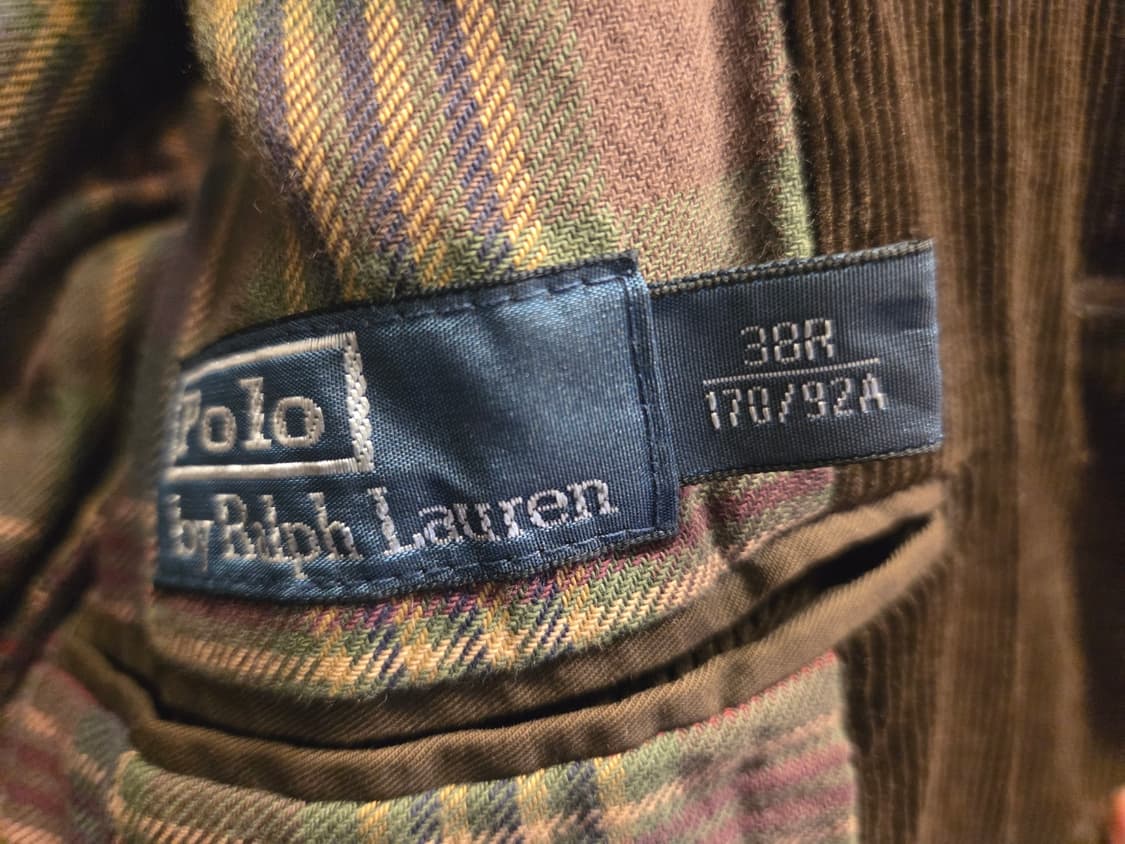 Polo
by Ralph Lauren
38R
170/92A